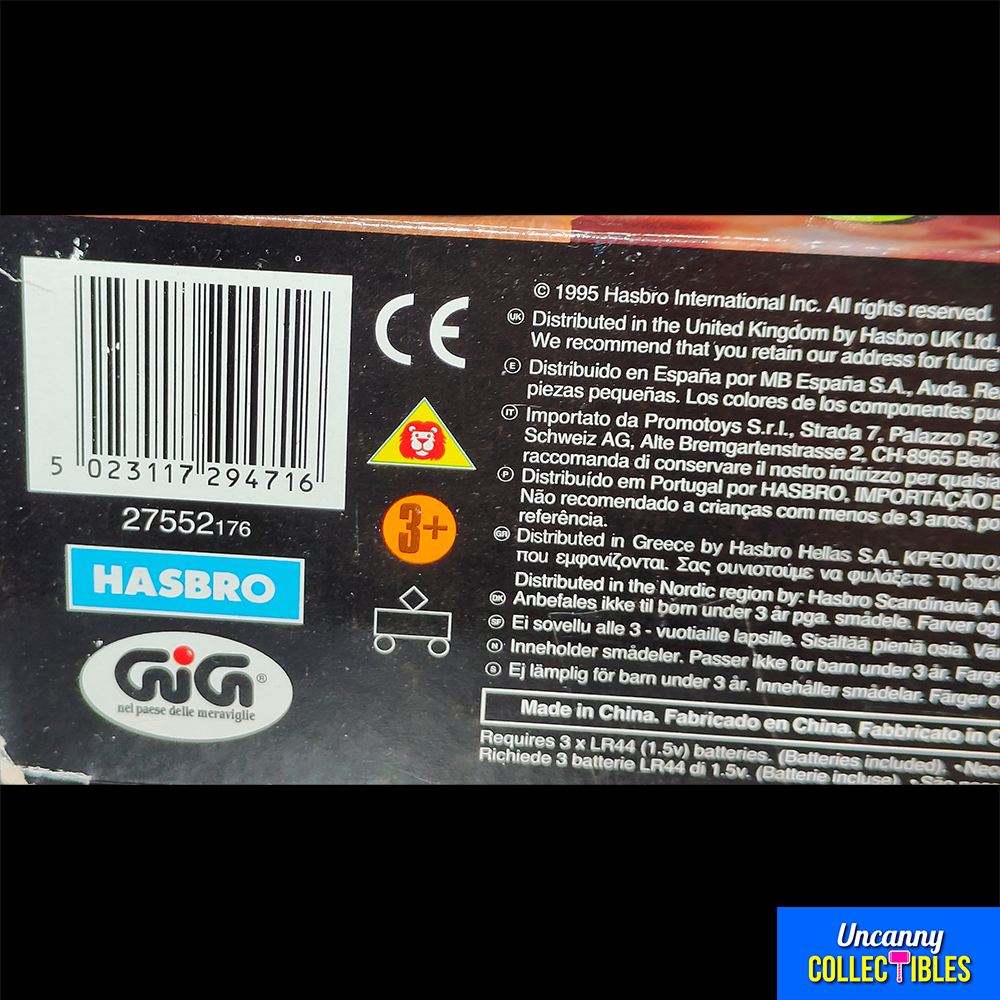 5 023117 294716
27552176
HASBRO
GiG®
nel paese delle meraviglie
CE
3+
© 1995 Hasbro International Inc. All rights reserved.
UK Distributed in the United Kingdom by Hasbro UK Ltd.,
We recommend that you retain our address for future
E Distribuido en España por MB España S.A., Avda.
piezas pequeñas. Los colores de los componentes
IT Importato da Promotoys S.r.l., Strada 7, Palazzo R2
Schweiz AG, Alte Bremgartenstrasse 2, CH-8965
raccomanda di conservare il nostro indirizzo per
P Distribuído em Portugal por HASBRO, IMPORTAÇÃO
Não recomendado a crianças com menos de 3 anos,
referência.
GR Distributed in Greece by Hasbro Hellas S.A.,
που εμφανίζονται. Σας συνιστούμε να φυλάξετε τη
Distributed in the Nordic region by: Hasbro Scandinavia
DK Anbefales ikke til børn under 3 år pga. smådele. Farver og
SF Ei sovellu alle 3 - vuotiaille lapsille. Sisältää pieniä osia.
N Inneholder smådeler. Passer ikke for barn under 3 år.
S Ej lämplig för barn under 3 år. Innehåller smådelar. Färger
Made in China. Fabricado en China. Fabbricato in
Requires 3 x LR44 (1.5v) batteries. (Batteries included). •
Richiede 3 batterie LR44 di 1.5v. (Batterie incluse). •
Uncanny
COLLECTIBLES